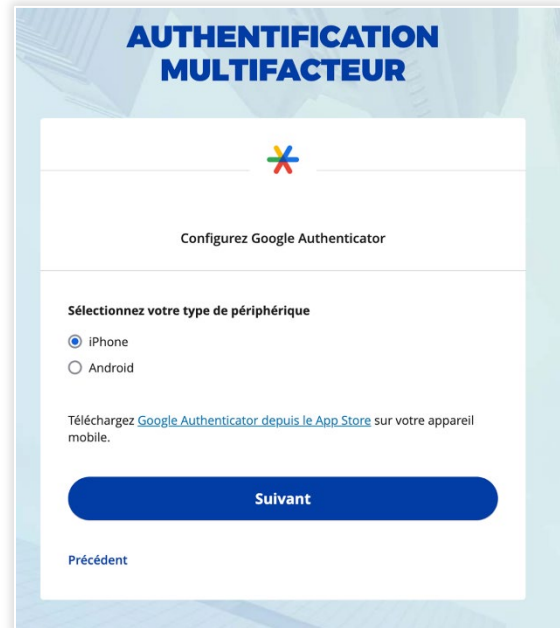 AUTHENTIFICATION
MULTIFACTEUR
Configurez Google Authenticator
Sélectionnez votre type de périphérique
iPhone
Android
Téléchargez Google Authenticator depuis le App Store sur votre appareil
mobile.
Suivant
Précédent